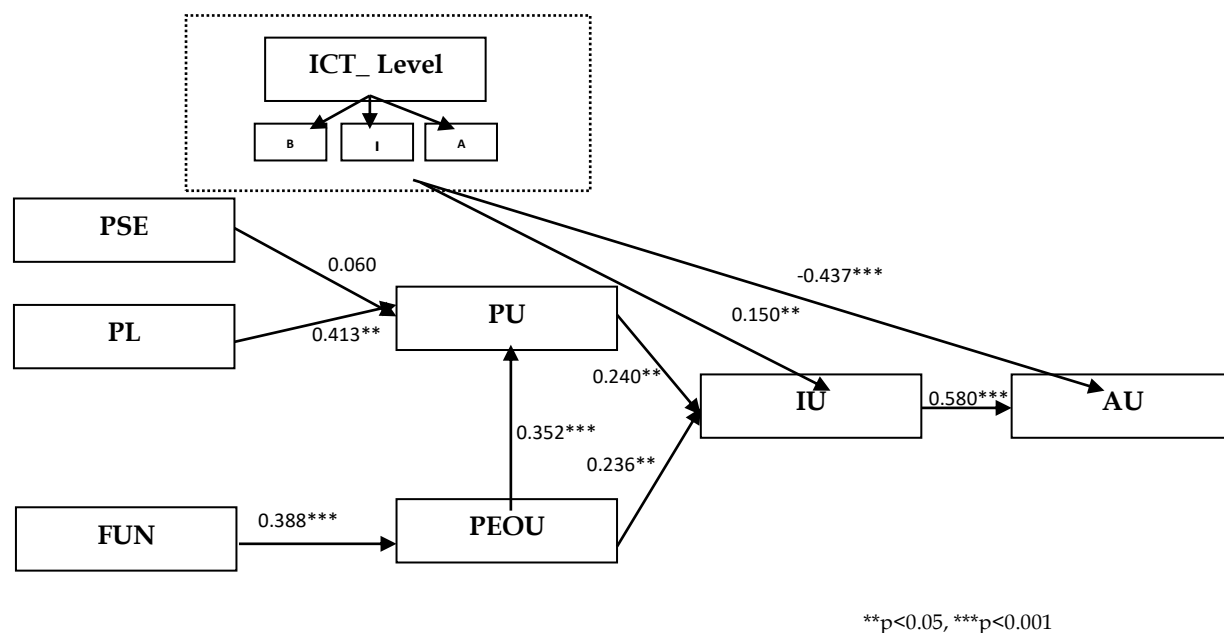 ICT_ Level
B
I
A
PSE
0.060
-0.437***
PL
0.413**
PU
0.150**
0.240**
IU
0.580***
AU
0.352***
0.236**
FUN
0.388***
PEOU
**p<0.05, ***p<0.001